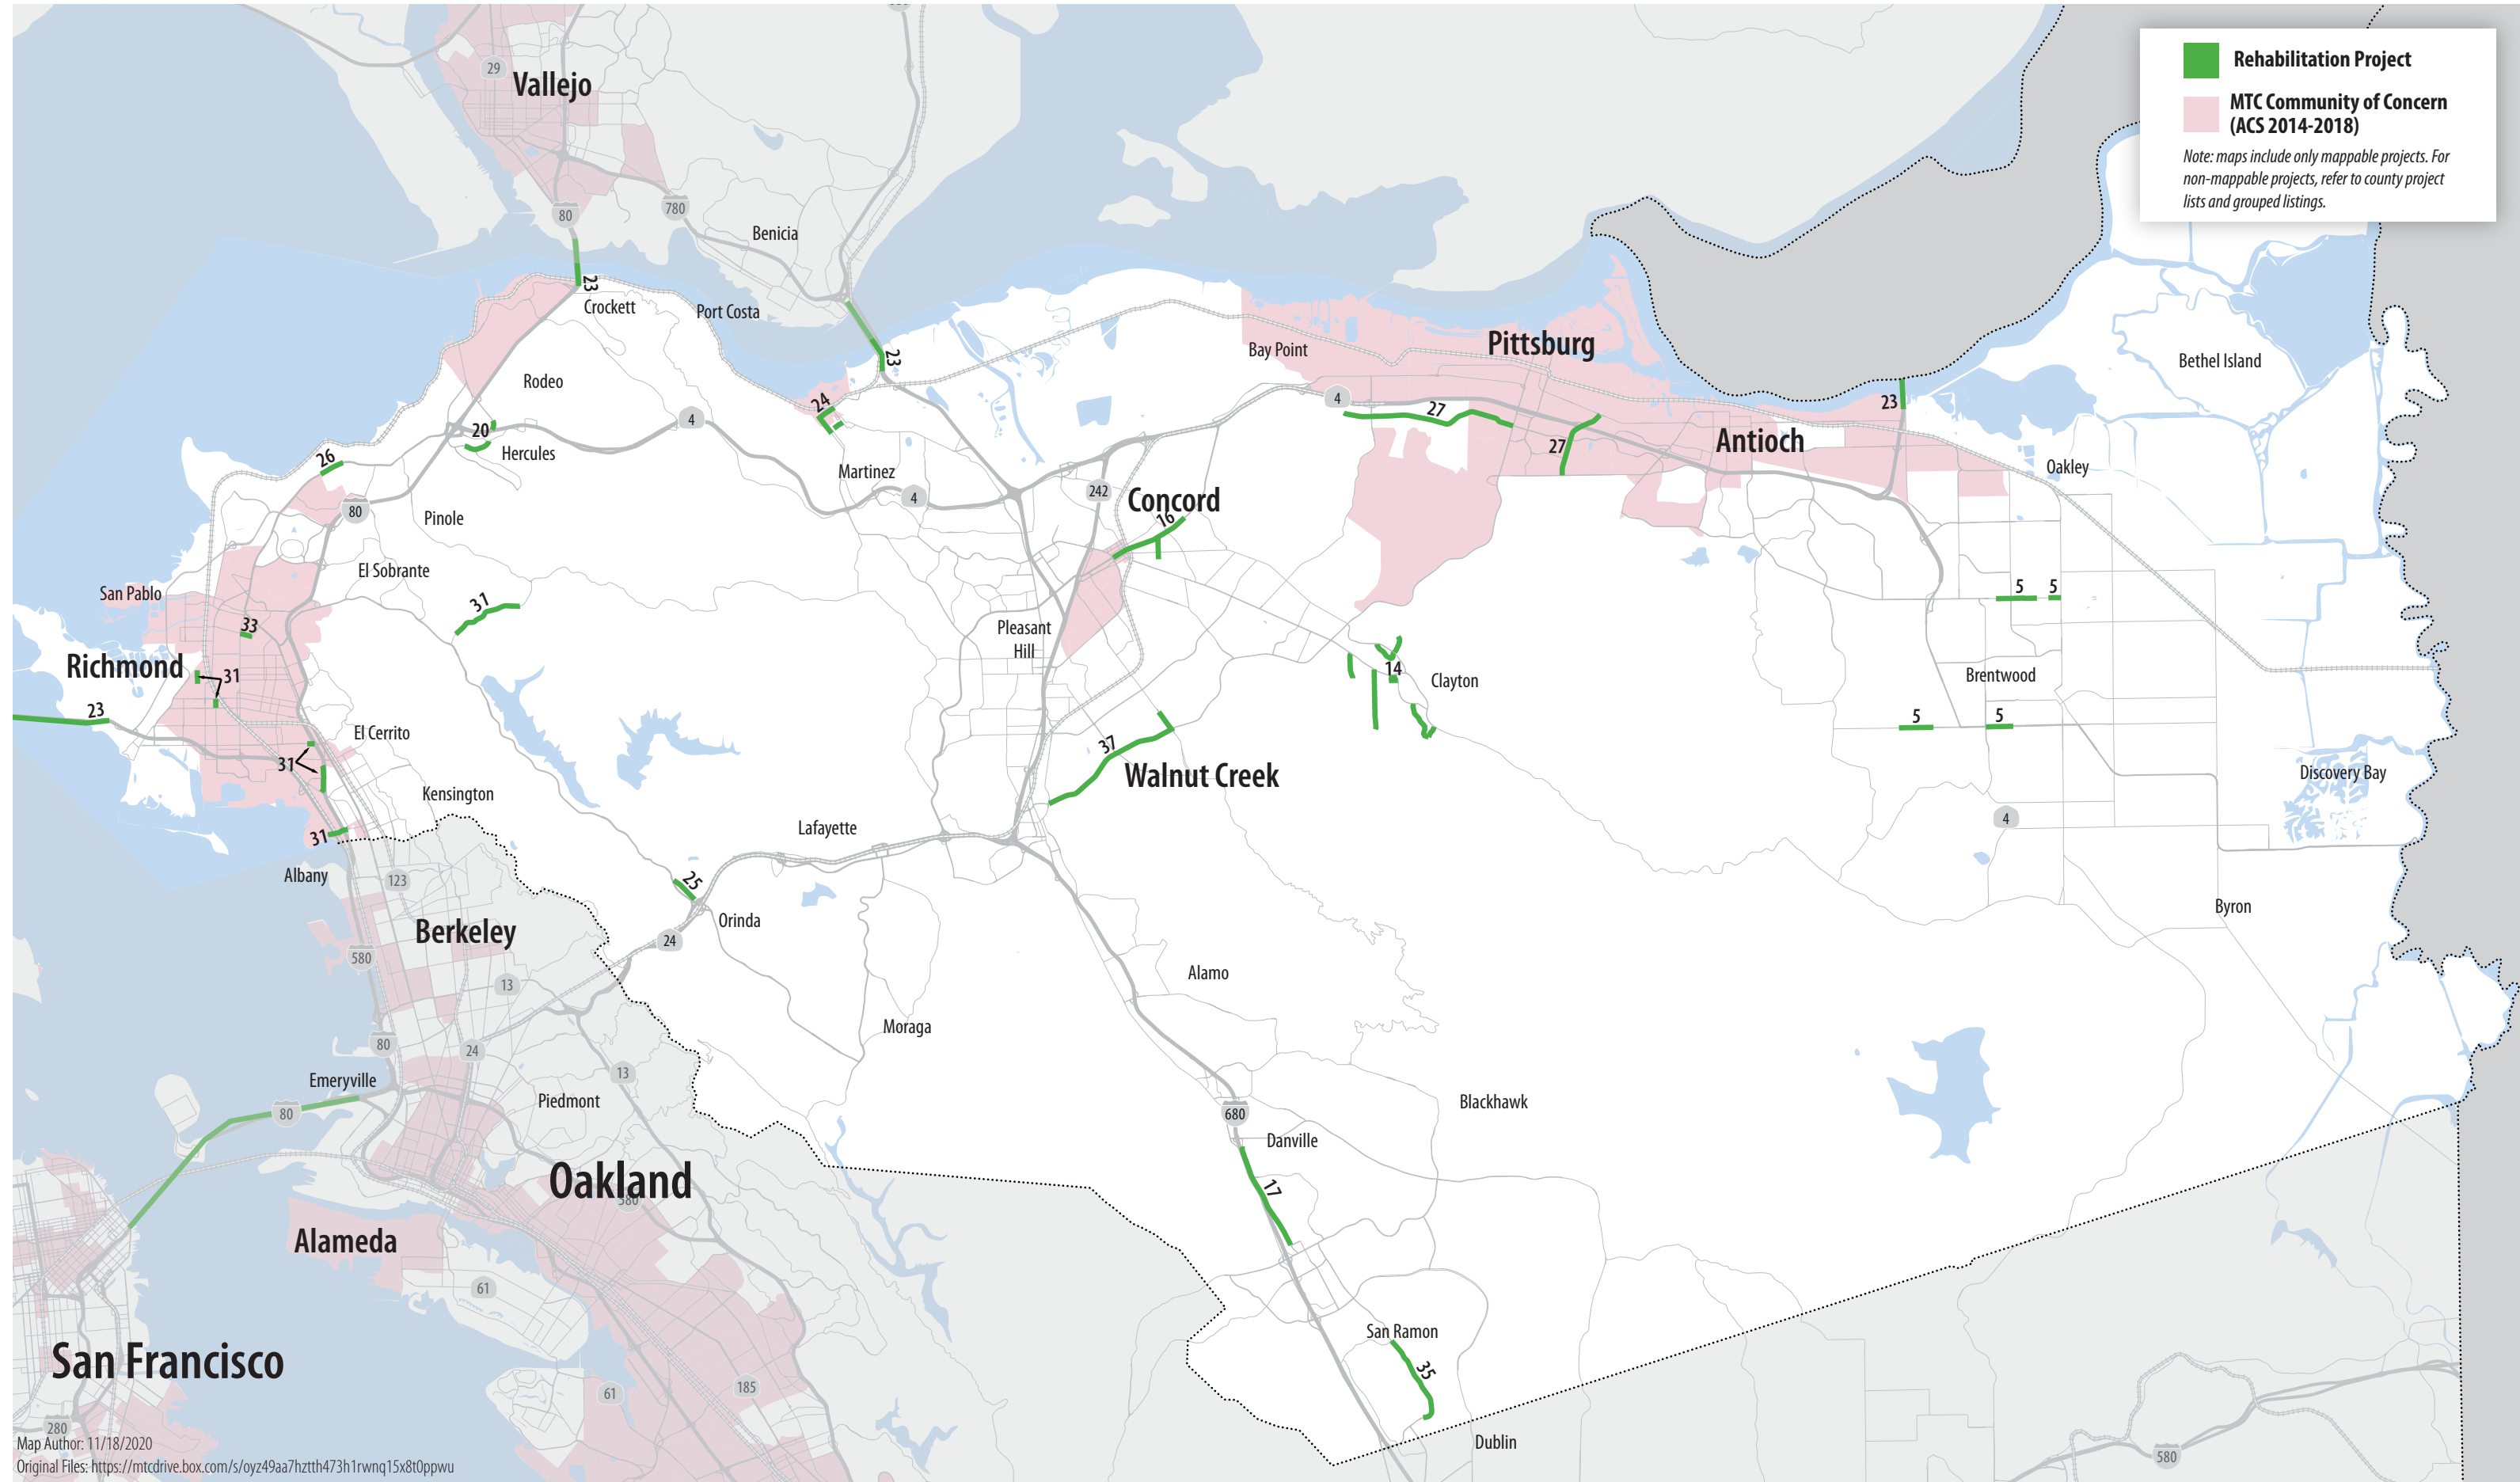 Rehabilitation Project
MTC Community of Concern
(ACS 2014-2018)
Note: maps include only mappable projects. For
non-mappable projects, refer to county project
lists and grouped listings.
29
Vallejo
80
780
Benicia
23
Crockett
Port Costa
23
Bay Point
Pittsburg
Bethel Island
Rodeo
24
4
4
27
23
20
Hercules
27
Antioch
26
Martinez
4
242
Concord
16
Oakley
80
Pinole
El Sobrante
San Pablo
31
5
5
33
Pleasant
Hill
Richmond
31
14
Clayton
Brentwood
23
5
5
El Cerrito
37
31
Walnut Creek
Discovery Bay
Kensington
31
Lafayette
4
Albany
123
25
Berkeley
Orinda
24
Byron
580
13
Alamo
Moraga
80
24
13
Emeryville
80
Piedmont
680
Blackhawk
Danville
Oakland
580
17
Alameda
61
San Ramon
35
San Francisco
61
185
280
Dublin
580
Map Author: 11/18/2020
Original Files: https://mtcdrive.box.com/s/oyz49aa7hztth473h1rwnq15x8t0ppwu